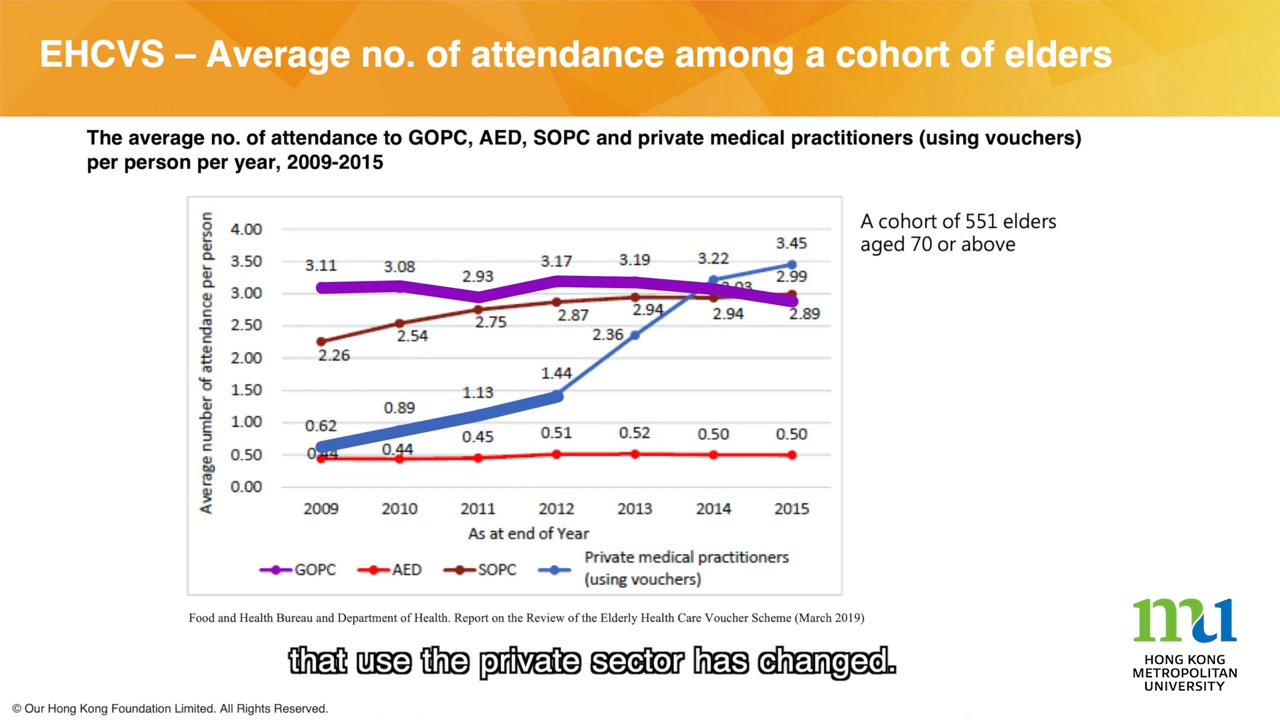 EHCVS – Average no. of attendance among a cohort of elders
The average no. of attendance to GOPC, AED, SOPC and private medical practitioners (using vouchers)
per person per year, 2009-2015
A cohort of 551 elders
aged 70 or above
Average number of attendance per person
4.00
3.50
3.00
2.50
2.00
1.50
1.00
0.50
0.00
3.11 3.08 2.93 3.17 3.19 3.03 2.89
2.26 2.54 2.75 2.87 2.94 2.94 2.99
0.62 0.89 1.13 1.44 2.36 3.22 3.45
0.44 0.44 0.45 0.51 0.52 0.50 0.50
2009 2010 2011 2012 2013 2014 2015
As at end of Year
GOPC AED SOPC Private medical practitioners
(using vouchers)
Food and Health Bureau and Department of Health. Report on the Review of the Elderly Health Care Voucher Scheme (March 2019)
that use the private sector has changed.
mu
HONG KONG
METROPOLITAN
UNIVERSITY
© Our Hong Kong Foundation Limited. All Rights Reserved.